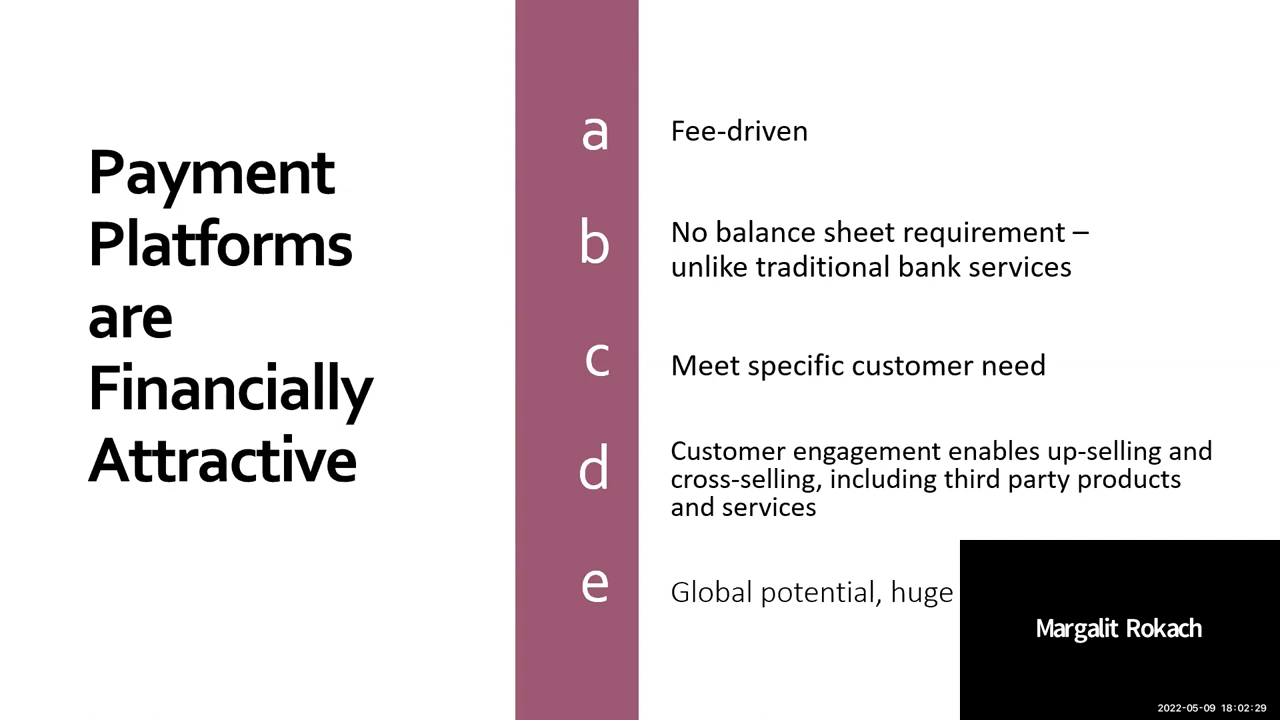 Payment
Platforms
are
Financially
Attractive
a
Fee-driven
b
No balance sheet requirement –
unlike traditional bank services
c
Meet specific customer need
d
Customer engagement enables up-selling and
cross-selling, including third party products
and services
e
Global potential, huge
Margalit Rokach
2022-05-09 18:02:29